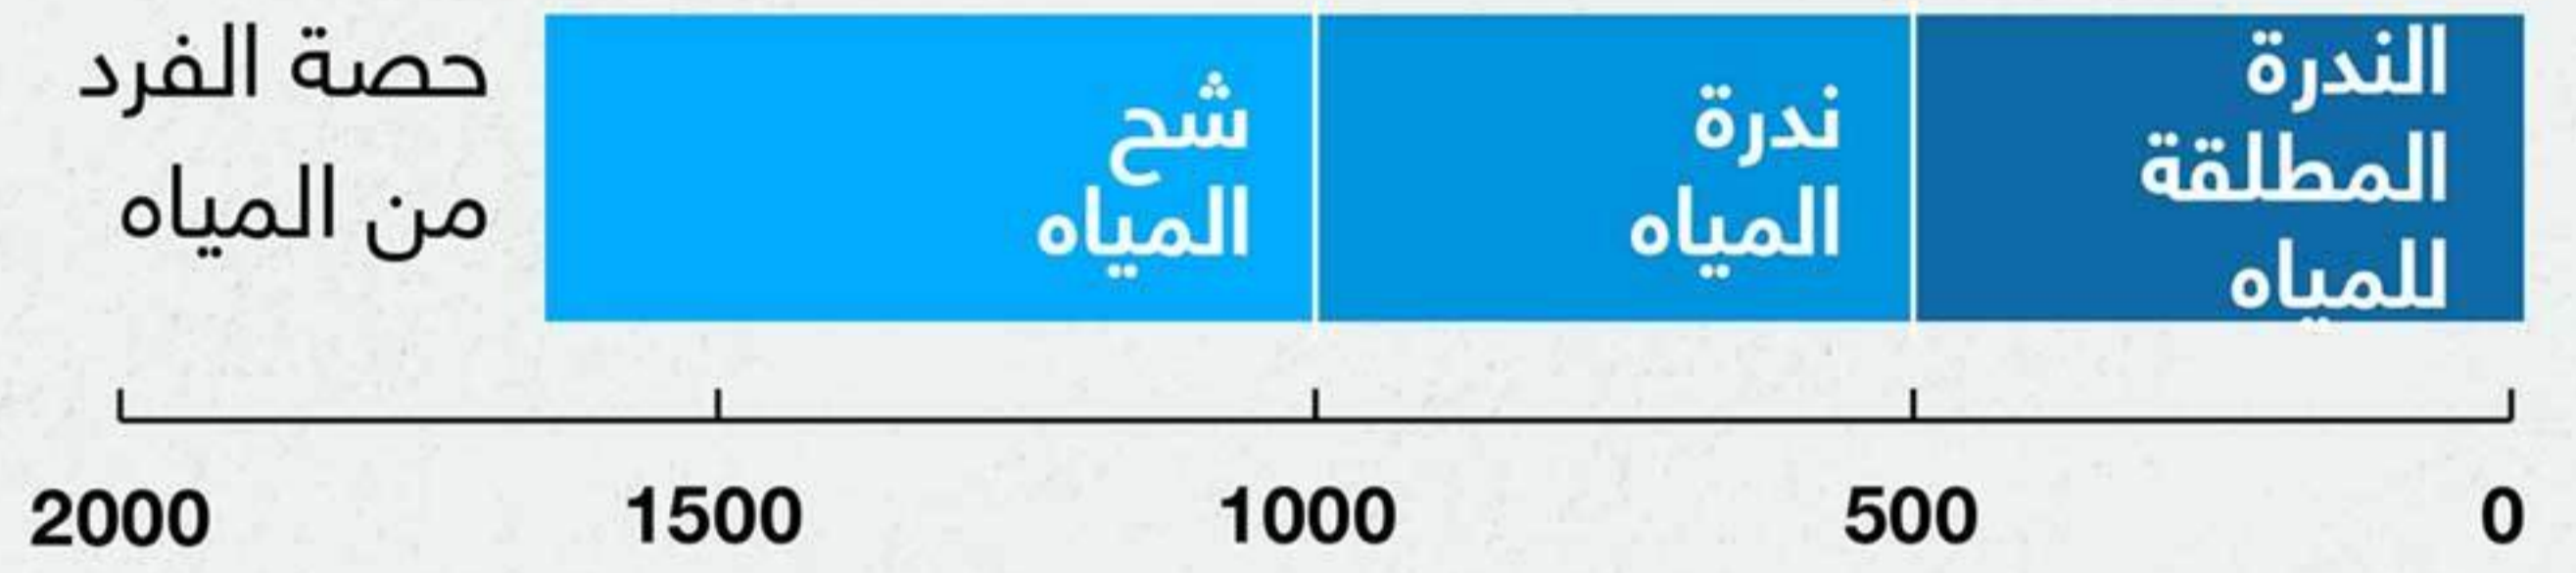 الندرة
المطلقة
للمياه
ندرة
المياه
شح
المياه
حصة الفرد
من المياه
0
500
1000
1500
2000